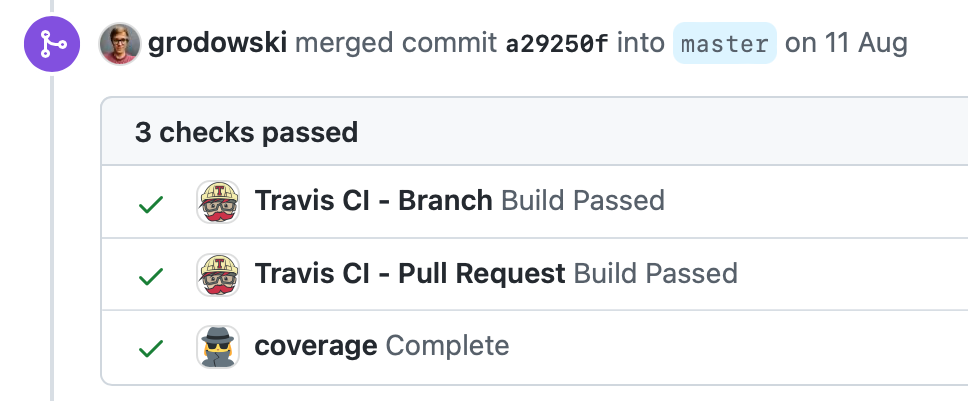 grodowski merged commit a29250f into master on 11 Aug
3 checks passed
Travis CI - Branch Build Passed
Travis CI - Pull Request Build Passed
coverage Complete